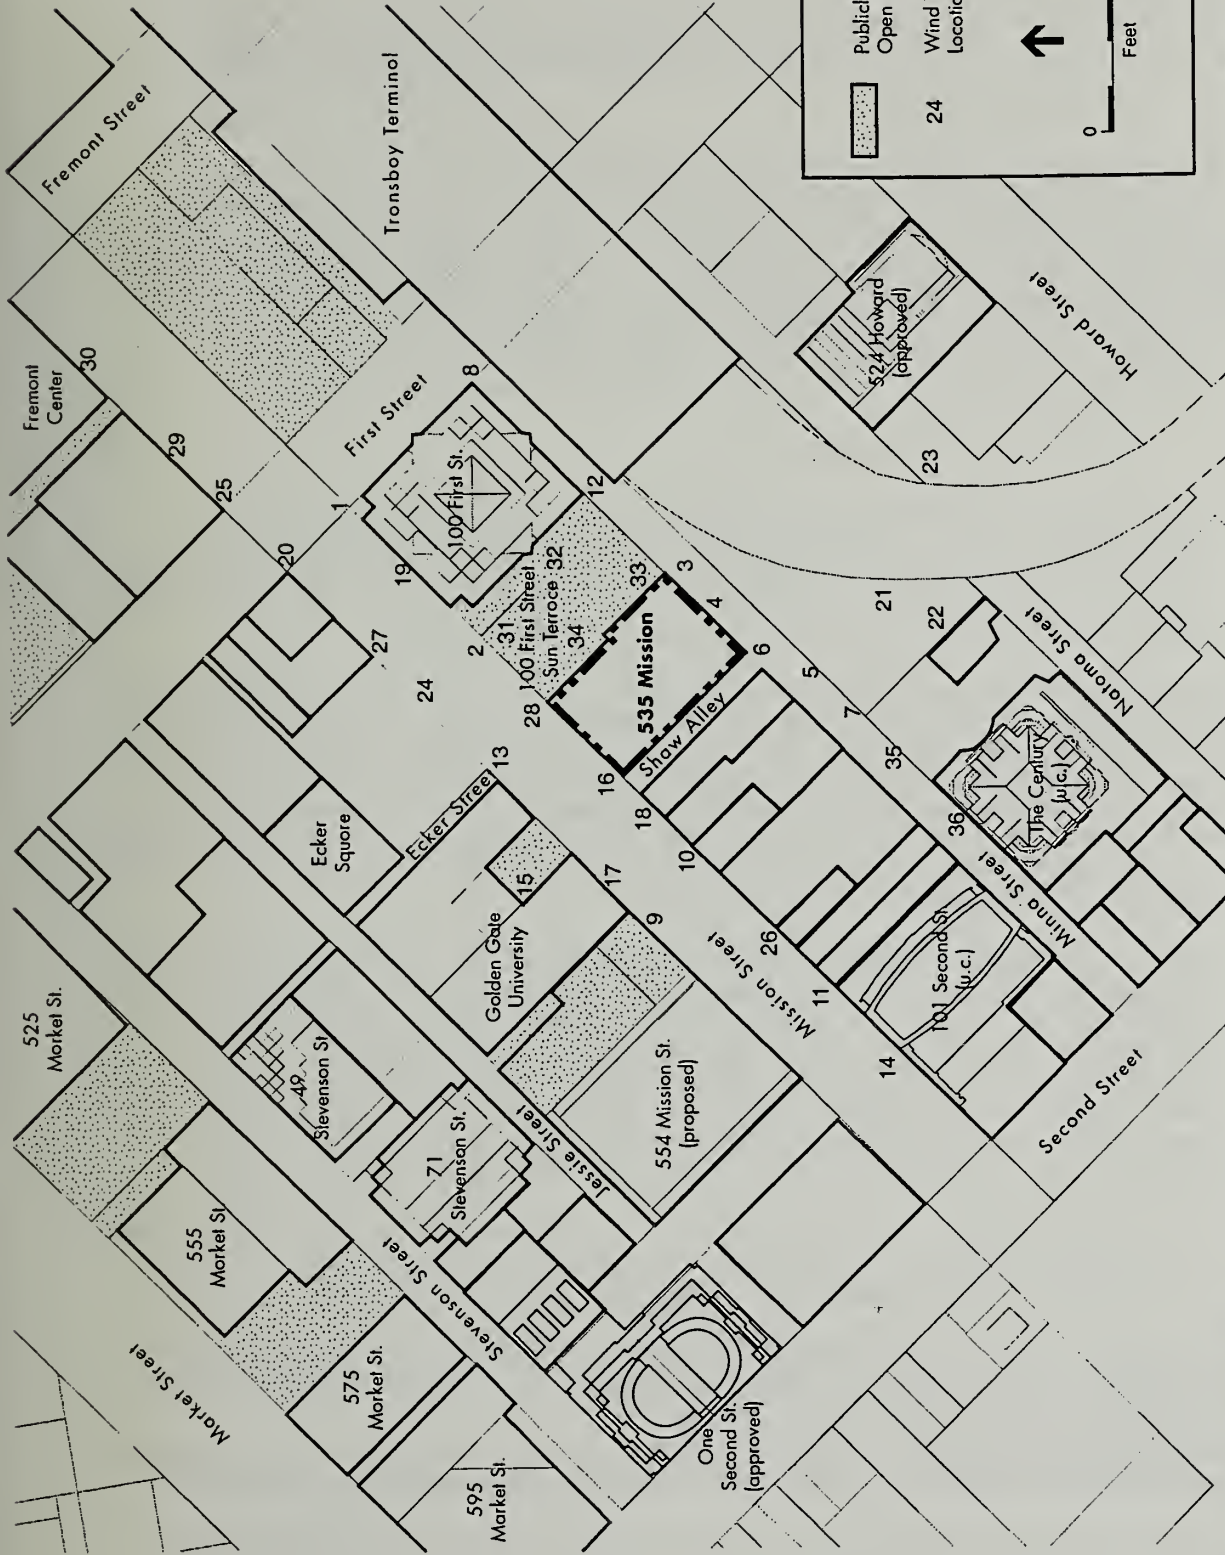 525
Market St.
555
Market St.
575
Market St.
595
Market St.
Market Street
Stevenson Street
49
Stevenson St.
71
Stevenson St.
Jessie Street
One
Second St.
(approved)
554 Mission St.
(proposed)
Golden Gate
University
Ecker
Square
Ecker Street
Fremont
Center
Fremont Street
Transbay Terminal
First Street
100 First St.
100 First Street
Sun Terrace
535 Mission
Shaw Alley
Mission Street
Minna Street
101 Second St.
(u.c.)
The Century
(u.c.)
Natoma Street
Second Street
524 Howard
(approved)
Howard Street
30
29
25
20
1
8
19
12
27
24
2
31
32
33
34
3
4
28
13
16
6
5
18
10
15
17
9
26
11
14
7
35
36
21
22
23
Open
24
Wind
0
Feet